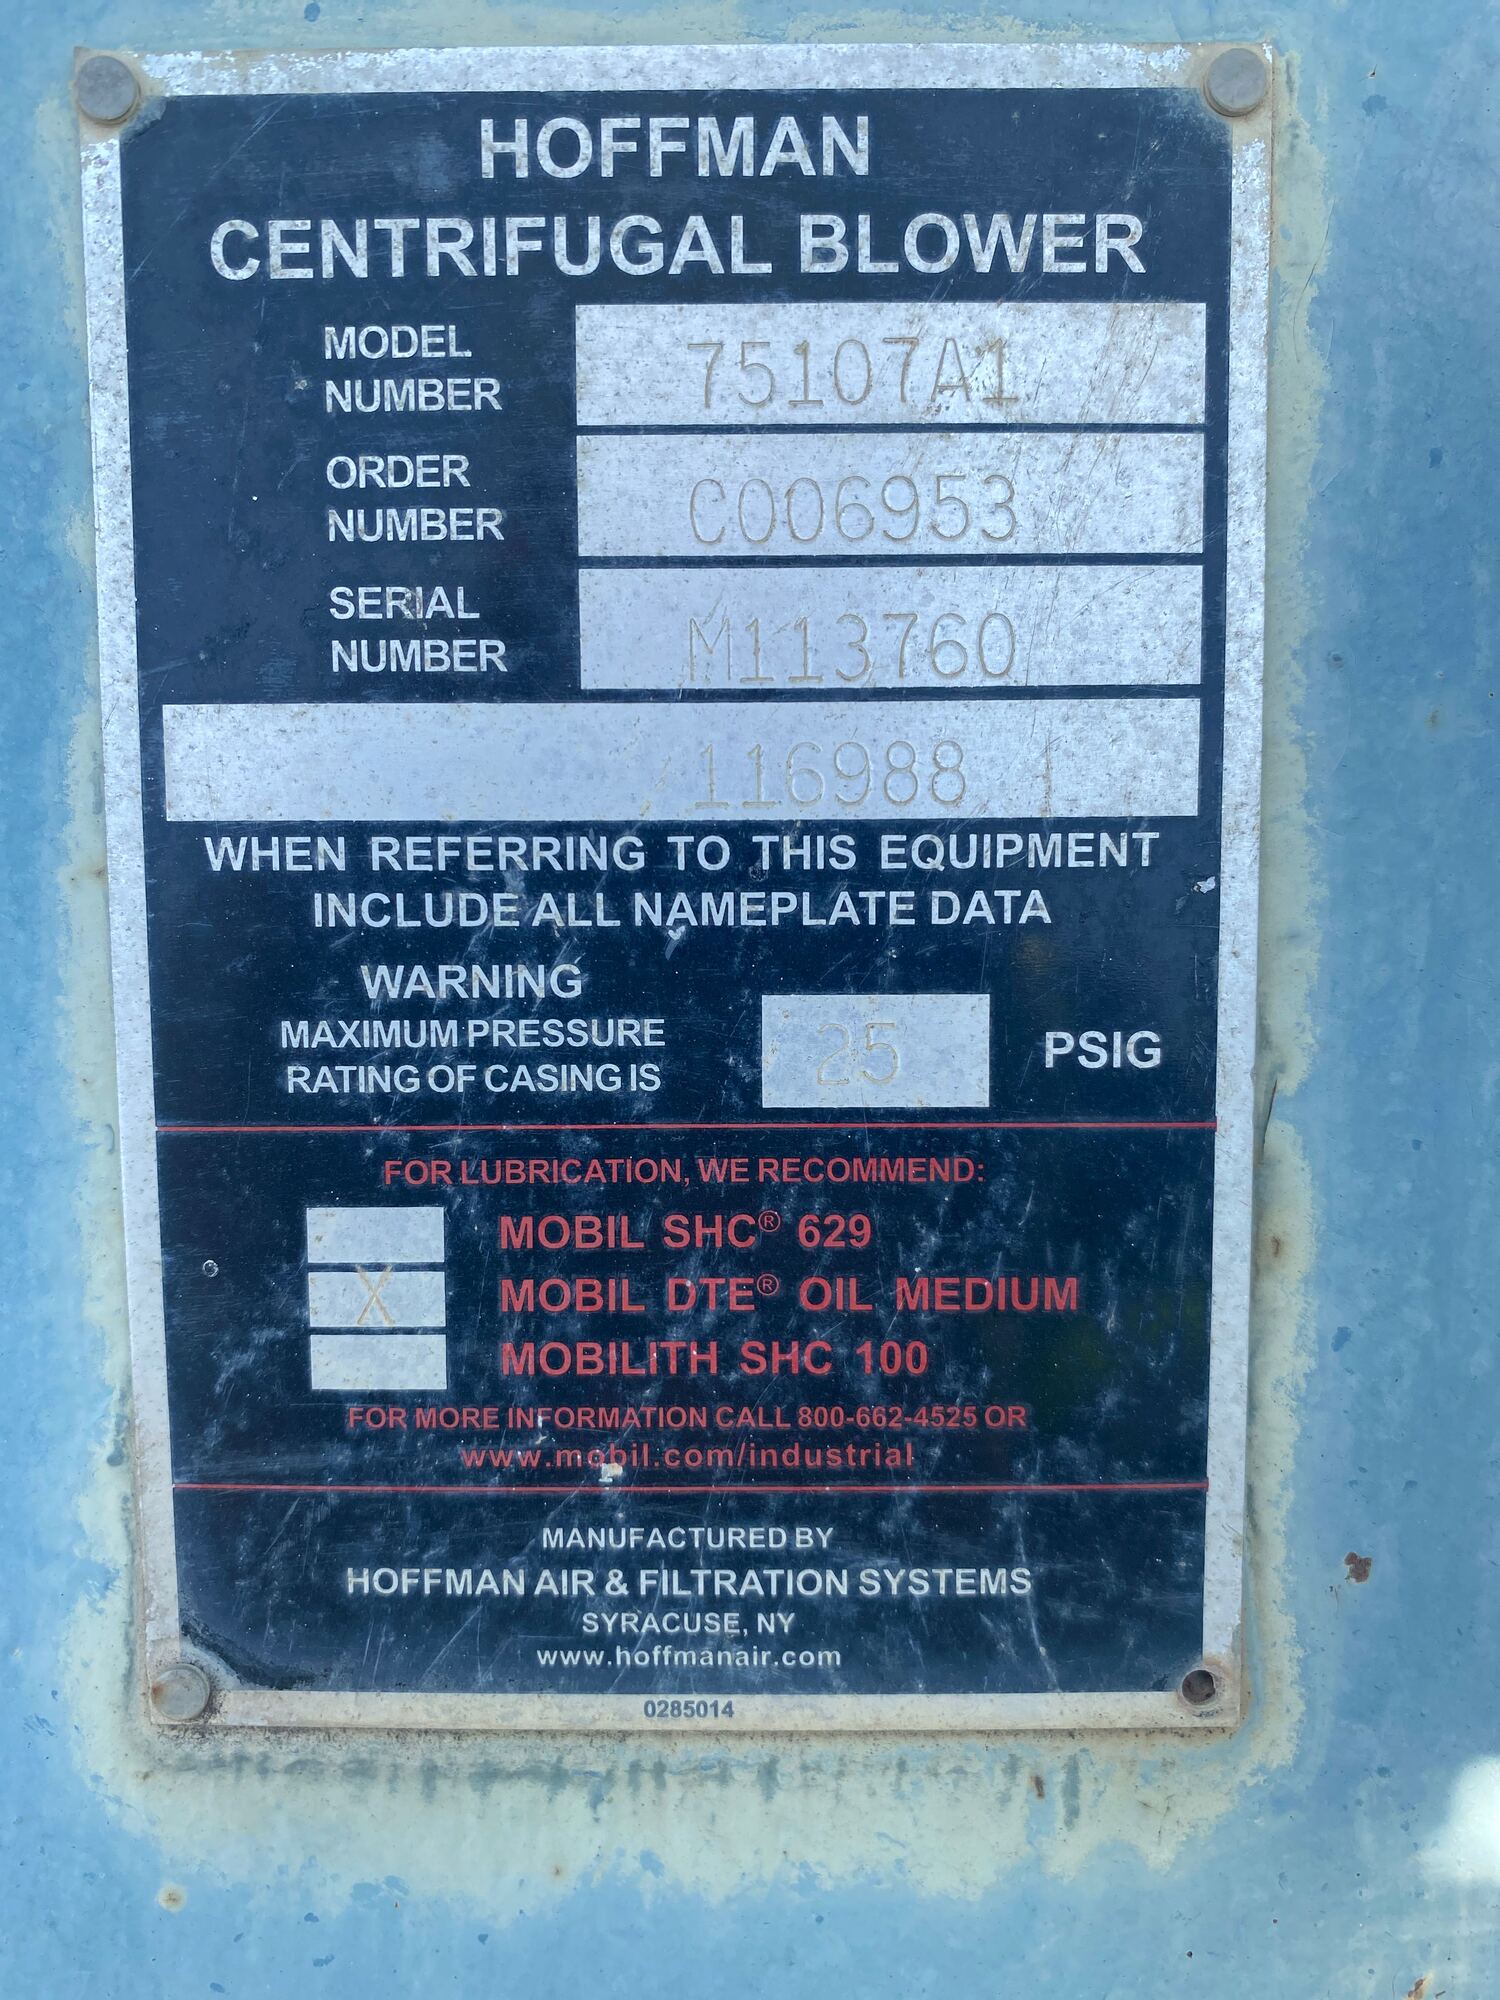 HOFFMAN
CENTRIFUGAL BLOWER
MODEL
NUMBER
75107A1
ORDER
NUMBER
C006953
SERIAL
NUMBER
M113760
116988
WHEN REFERRING TO THIS EQUIPMENT
INCLUDE ALL NAMEPLATE DATA
WARNING
MAXIMUM PRESSURE
RATING OF CASING IS
25 PSIG
FOR LUBRICATION, WE RECOMMEND:
MOBIL SHC® 629
X MOBIL DTE® OIL MEDIUM
MOBILITH SHC 100
FOR MORE INFORMATION CALL 800-662-4525 OR
www.mobil.com/industrial
MANUFACTURED BY
HOFFMAN AIR & FILTRATION SYSTEMS
SYRACUSE, NY
www.hoffmanair.com
0285014